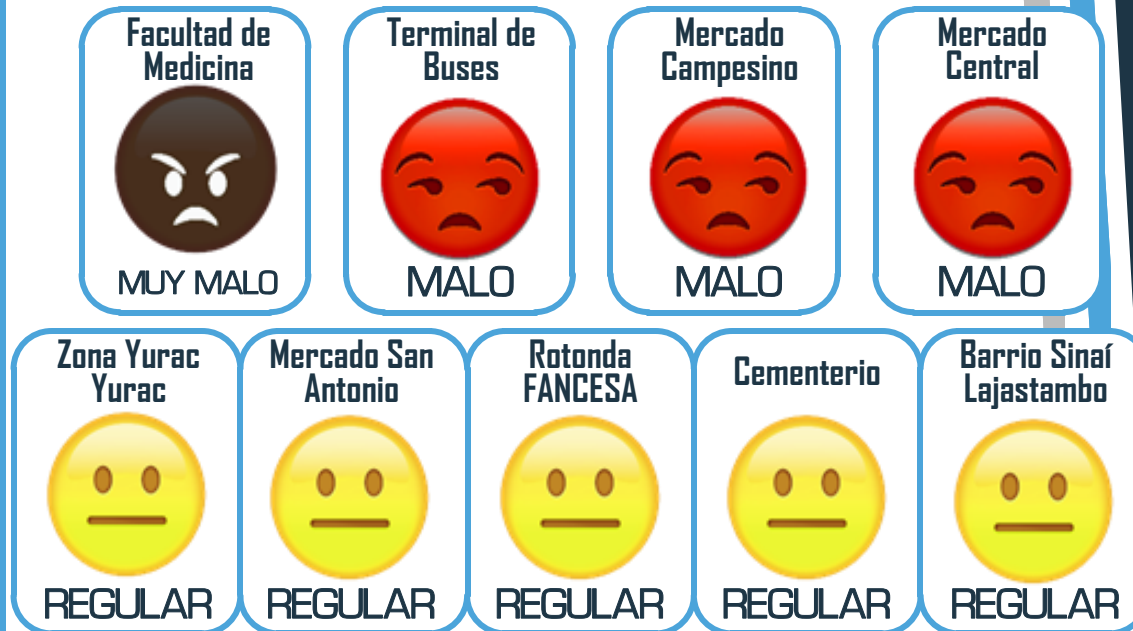 Facultad de
Medicina
MUY MALO
Terminal de
Buses
MALO
Mercado
Campesino
MALO
Mercado
Central
MALO
Zona Yurac
Yurac
REGULAR
Mercado San
Antonio
REGULAR
Rotonda
FANCESA
REGULAR
Cementerio
REGULAR
Barrio Sinaí
Lajastambo
REGULAR